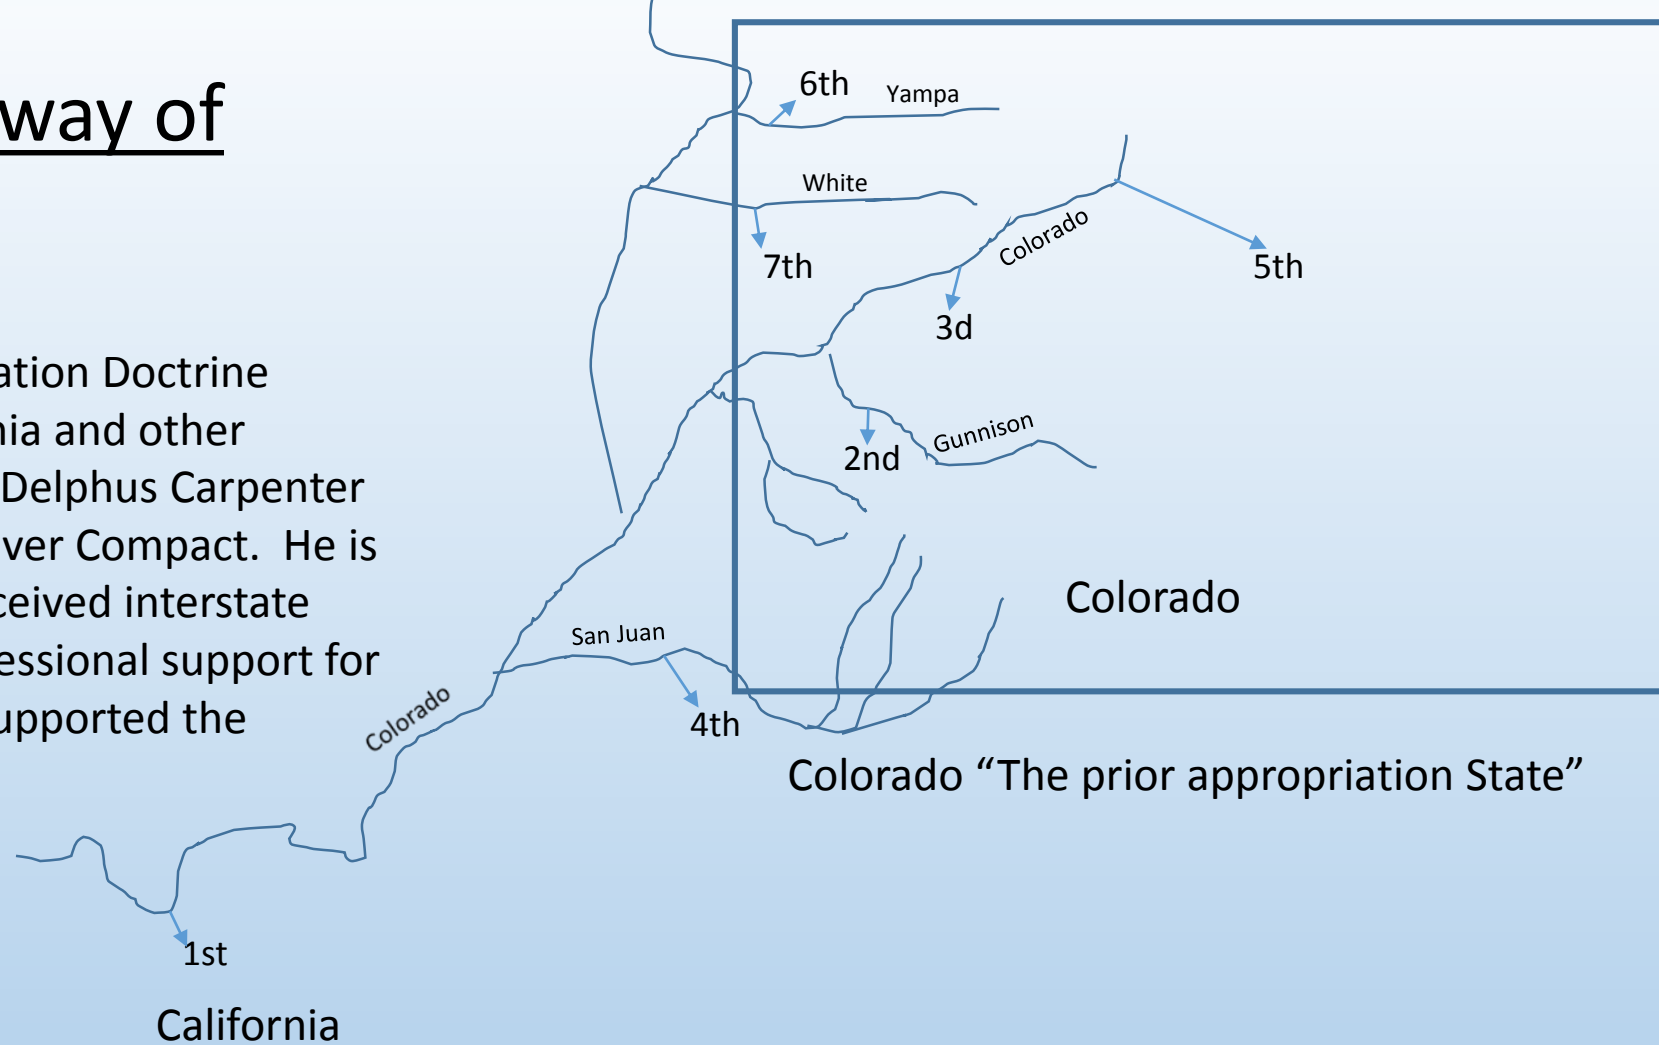 way of
ation Doctrine
nia and other
Delphus Carpenter
ver Compact.  He is
ceived interstate
essional support for
upported the
6th
Yampa
White
7th
Colorado
5th
3d
2nd
Gunnison
Colorado
San Juan
4th
Colorado
Colorado “The prior appropriation State”
1st
California